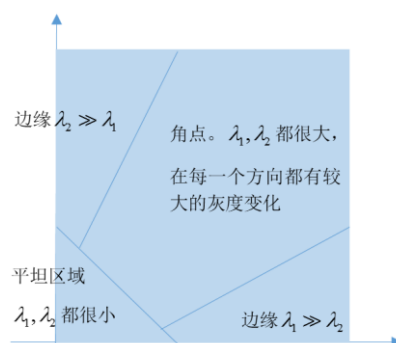 边缘 λ₂ ≫ λ₁
角点。 λ₁, λ₂ 都很大，
在每一个方向都有较
大的灰度变化
平坦区域
λ₁, λ₂ 都很小
边缘 λ₁ ≫ λ₂